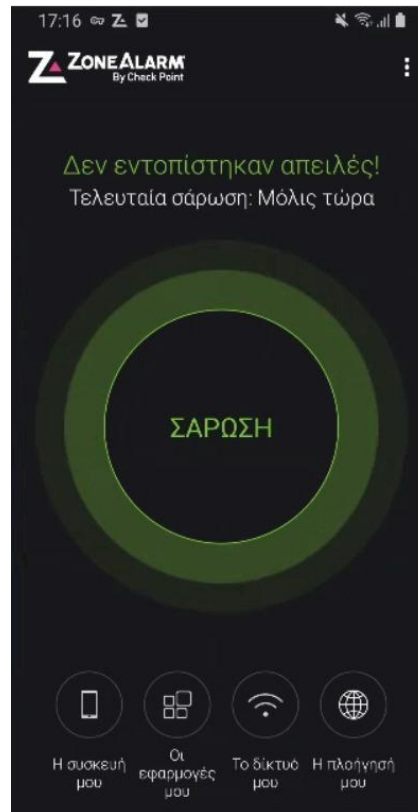 17:16
ZONEALARM
By Check Point
Δεν εντοπίστηκαν απειλές!
Τελευταία σάρωση: Μόλις τώρα
ΣΑΡΩΣΗ
Η συσκευή
μου
Οι
εφαρμογές
μου
Το δίκτυό
μου
Η πλοήγησή
μου